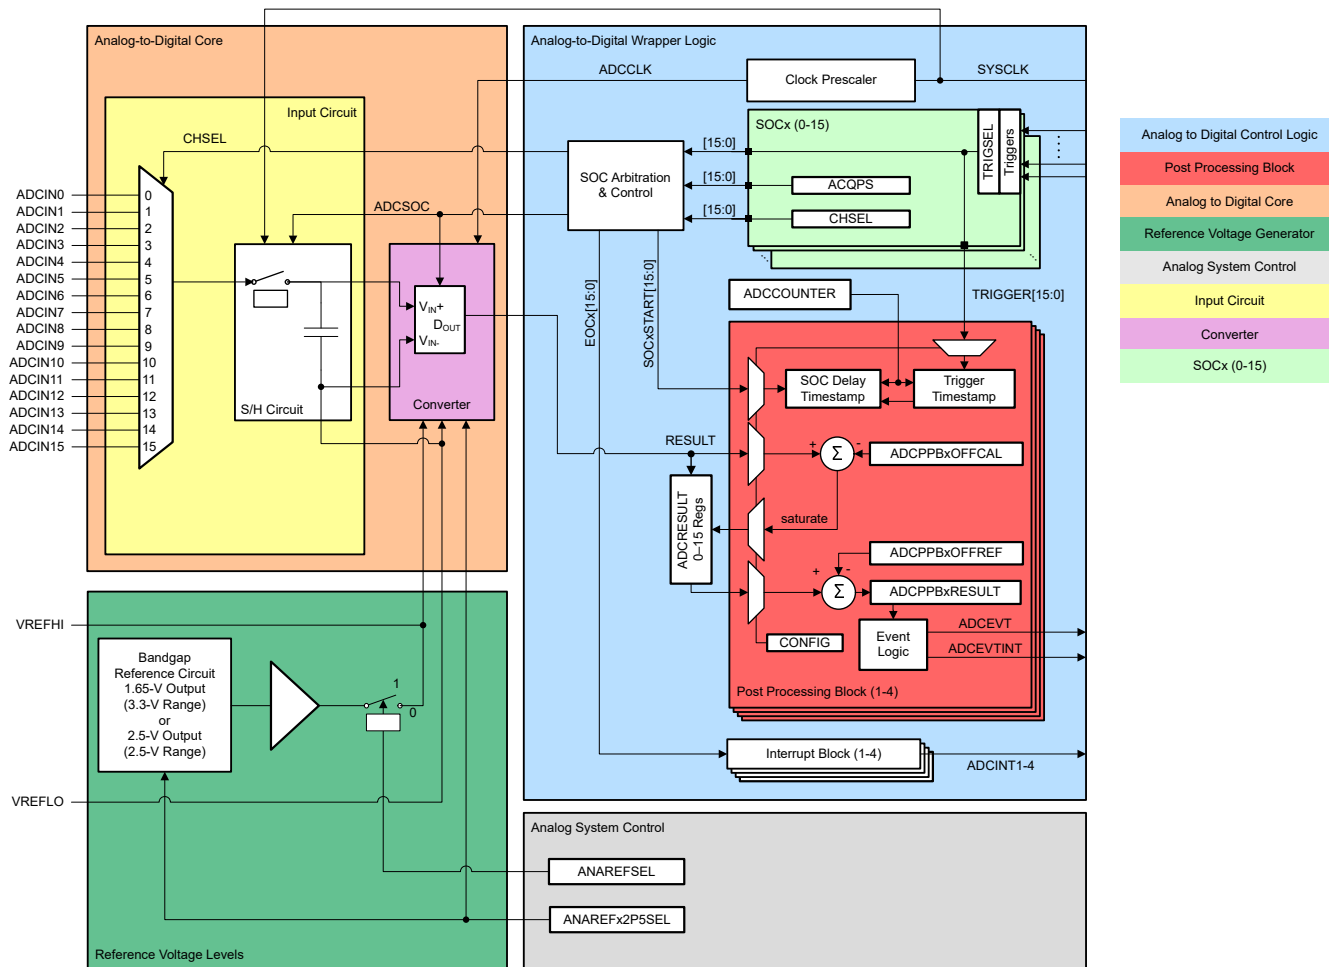 Analog-to-Digital Core
Analog-to-Digital Wrapper Logic
ADCCLK
Clock Prescaler
SYSCLK
Input Circuit
SOCx (0-15)
TRIGSEL
Triggers
CHSEL
[15:0]
SOC Arbitration
& Control
[15:0]
ACQPS
[15:0]
CHSEL
ADCSOC
ADCIN0
ADCIN1
ADCIN2
ADCIN3
ADCIN4
ADCIN5
ADCIN6
ADCIN7
ADCIN8
ADCIN9
ADCIN10
ADCIN11
ADCIN12
ADCIN13
ADCIN14
ADCIN15
0
1
2
3
4
5
6
7
8
9
10
11
12
13
14
15
S/H Circuit
VIN+
DOUT
VIN-
Converter
EOCx[15:0]
SOCxSTART[15:0]
ADCCOUNTER
TRIGGER[15:0]
SOC Delay
Timestamp
Trigger
Timestamp
RESULT
+
Σ
-
ADCPPBxOFFCAL
ADCRESULT
0–15 Regs
saturate
ADCPPBxOFFREF
+
-
Σ
ADCPPBxRESULT
CONFIG
Event
Logic
ADCEVT
ADCEVTINT
Post Processing Block (1-4)
Interrupt Block (1-4)
ADCINT1-4
VREFHI
Bandgap
Reference Circuit
1.65-V Output
(3.3-V Range)
or
2.5-V Output
(2.5-V Range)
1
0
VREFLO
Reference Voltage Levels
Analog System Control
ANAREFSEL
ANAREFx2P5SEL
Analog to Digital Control Logic
Post Processing Block
Analog to Digital Core
Reference Voltage Generator
Analog System Control
Input Circuit
Converter
SOCx (0-15)